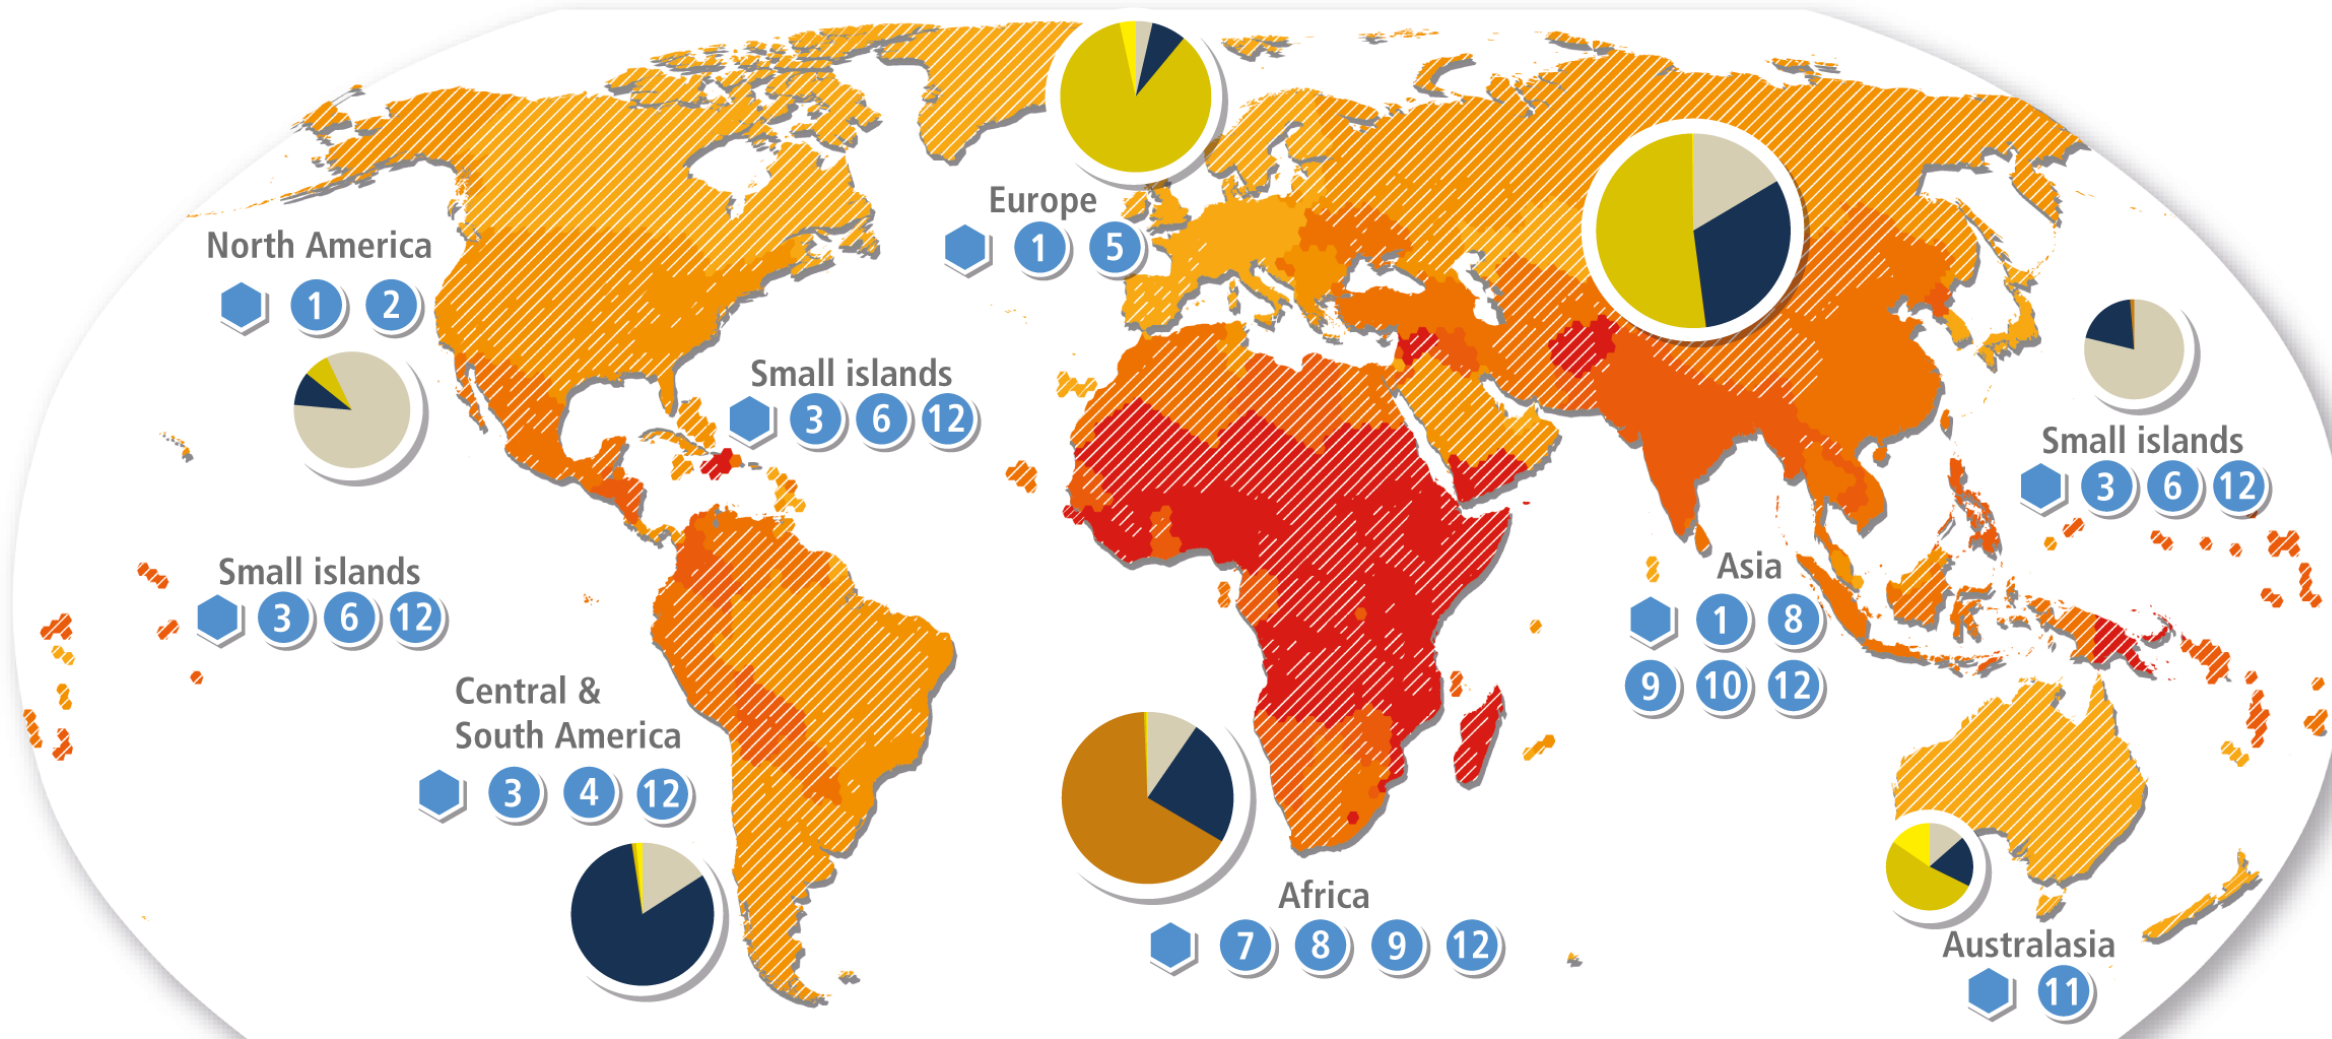 Europe
1 5
North America
1 2
Small islands
3 6 12
Small islands
3 6 12
Small islands
3 6 12
Central &
South America
3 4 12
Asia
1 8
9 10 12
Africa
7 8 9 12
Australasia
11